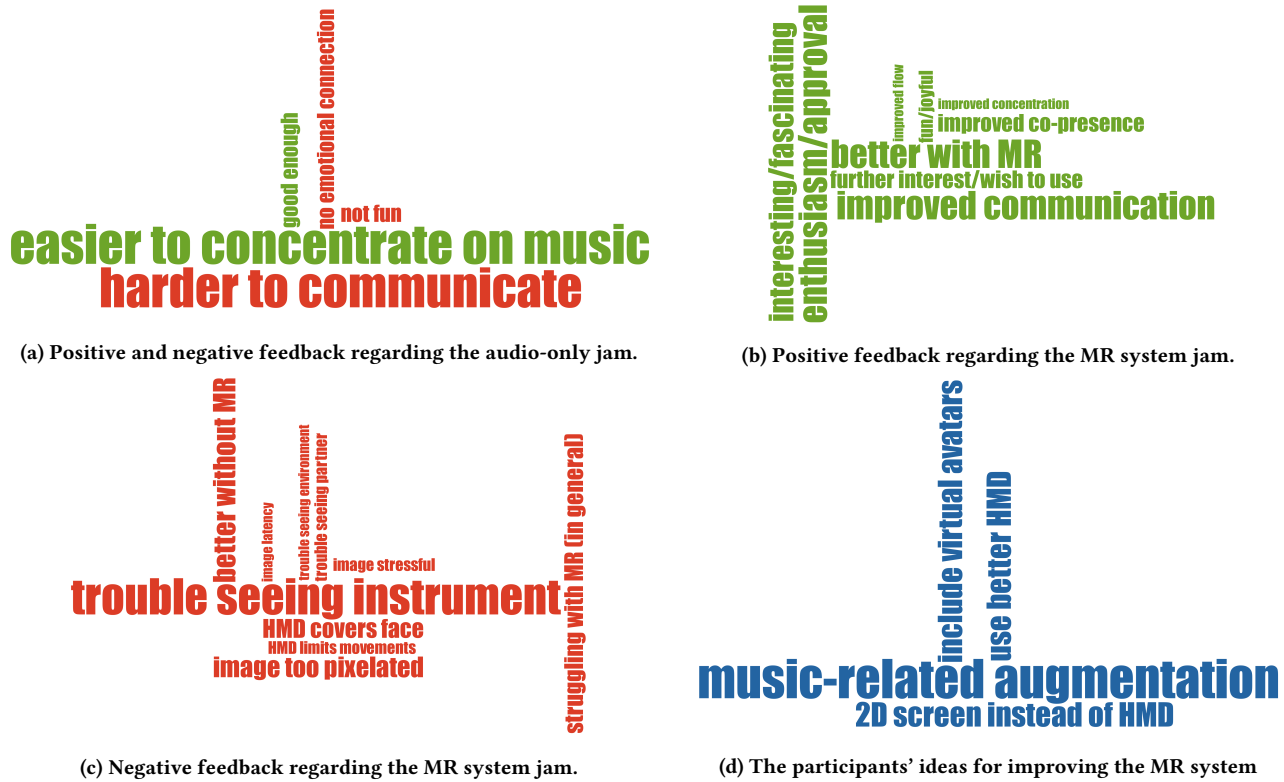 good enough
no emotional connection
not fun
easier to concentrate on music
harder to communicate
(a) Positive and negative feedback regarding the audio-only jam.
interesting/fascinating
enthusiasm/approval
improved flow
fun/joyful
improved concentration
improved co-presence
better with MR
further interest/wish to use
improved communication
(b) Positive feedback regarding the MR system jam.
better without MR
image latency
trouble seeing environment
trouble seeing partner
image stressful
trouble seeing instrument
HMD covers face
HMD limits movements
image too pixelated
struggling with MR (in general)
(c) Negative feedback regarding the MR system jam.
include virtual avatars
use better HMD
music-related augmentation
2D screen instead of HMD
(d) The participants' ideas for improving the MR system